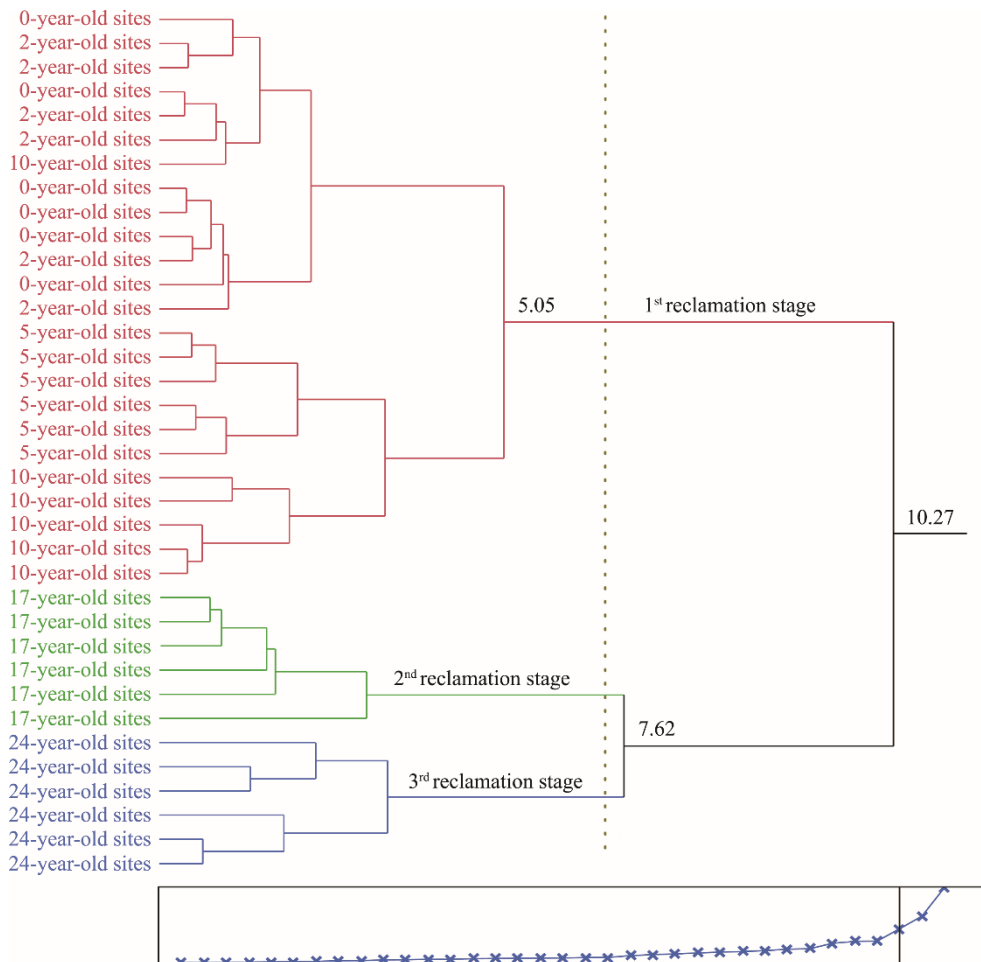 0-year-old sites
2-year-old sites
2-year-old sites
0-year-old sites
2-year-old sites
2-year-old sites
10-year-old sites
0-year-old sites
0-year-old sites
0-year-old sites
2-year-old sites
0-year-old sites
2-year-old sites
5.05
1st reclamation stage
5-year-old sites
5-year-old sites
5-year-old sites
5-year-old sites
5-year-old sites
5-year-old sites
10-year-old sites
10-year-old sites
10-year-old sites
10-year-old sites
10-year-old sites
10.27
17-year-old sites
17-year-old sites
17-year-old sites
17-year-old sites
2nd reclamation stage
17-year-old sites
17-year-old sites
7.62
24-year-old sites
24-year-old sites
24-year-old sites
3rd reclamation stage
24-year-old sites
24-year-old sites
24-year-old sites